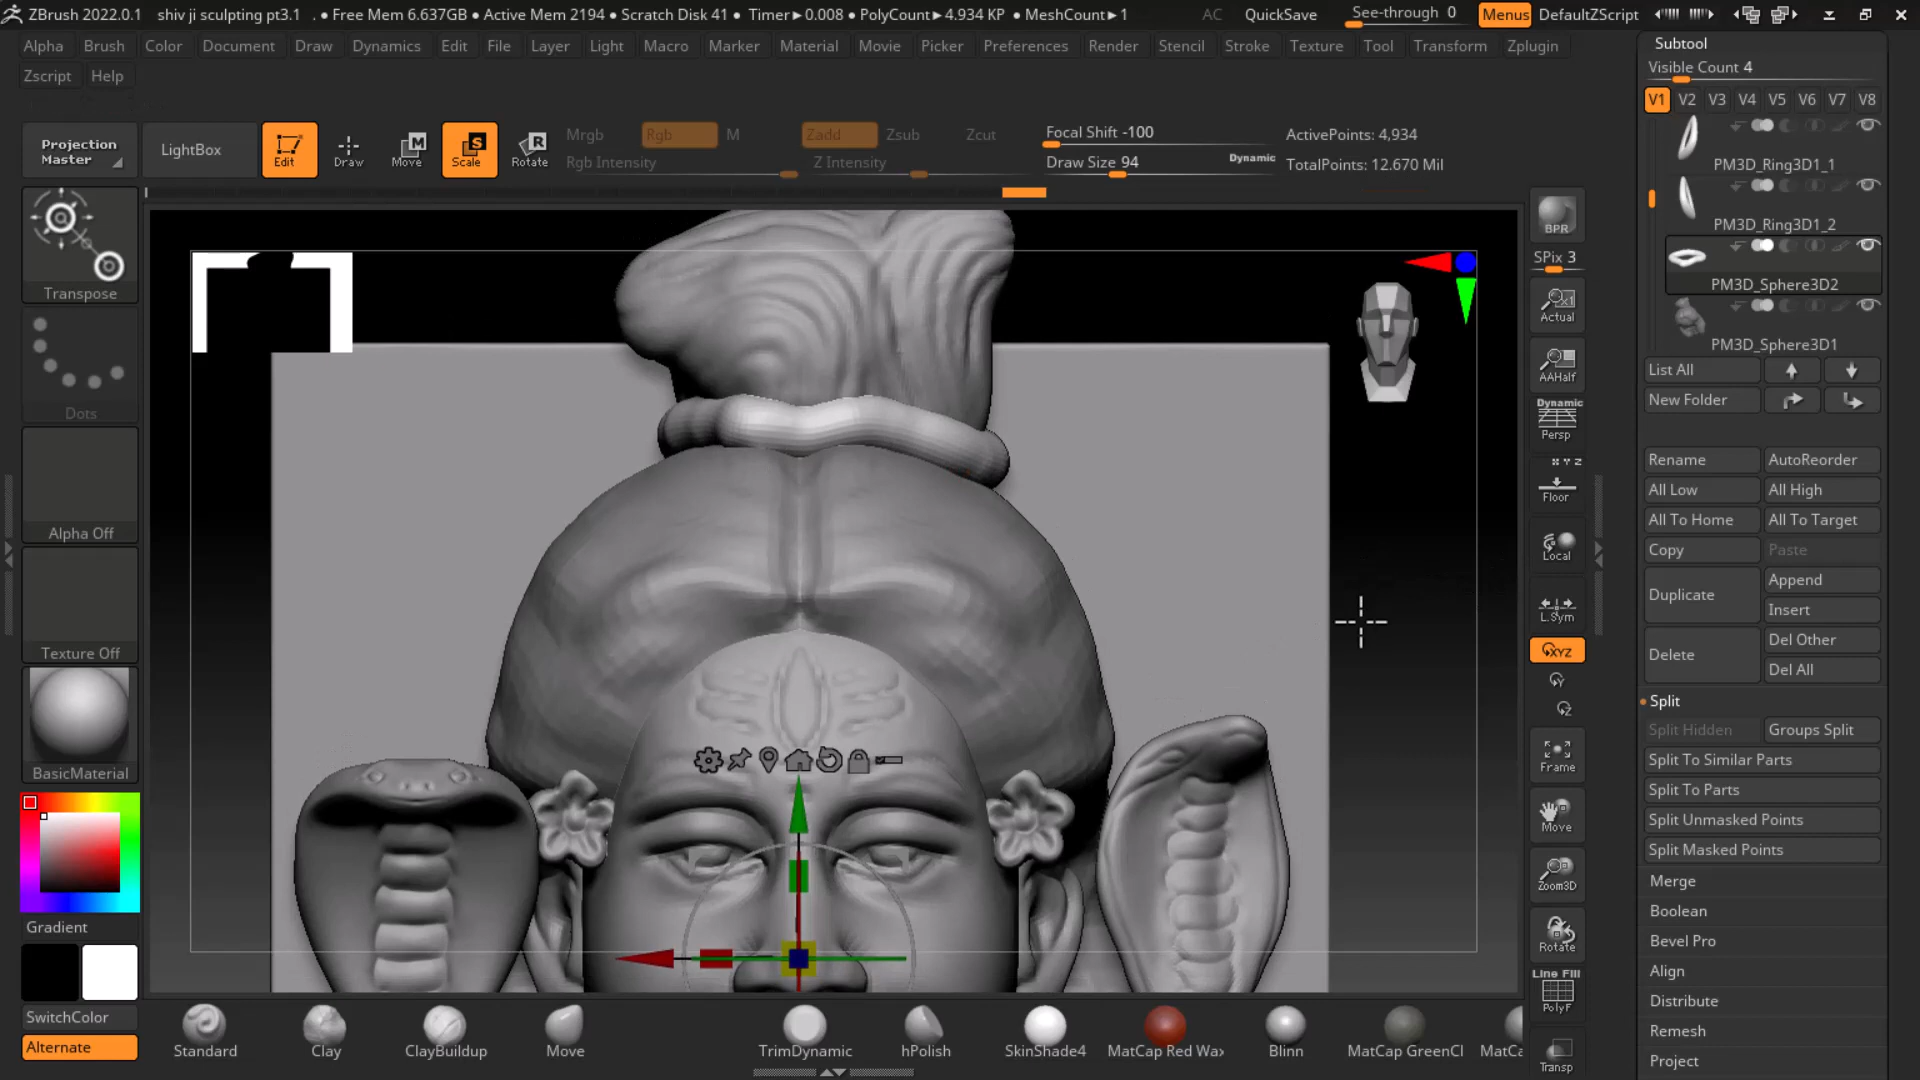 ZBrush 2022.0.1 shiv ji sculpting pt3.1 . • Free Mem 6.637GB • Active Mem 2194 • Scratch Disk 41 • Timer▶0.008 • PolyCount▶4.934 KP • MeshCount▶1 AC QuickSave See-through 0 Menus DefaultZScript
Alpha Brush Color Document Draw Dynamics Edit File Layer Light Macro Marker Material Movie Picker Preferences Render Stencil Stroke Texture Tool Transform Zplugin
Zscript Help
Projection Master
LightBox
Edit Draw Move Scale Rotate
Mrgb Rgb M Zadd Zsub Zcut
Rgb Intensity Z Intensity
Focal Shift -100
Draw Size 94 Dynamic
ActivePoints: 4,934
TotalPoints: 12.670 Mil
Transpose
Dots
Alpha Off
Texture Off
BasicMaterial
Gradient
SwitchColor
Alternate
BPR
SPix 3
Actual
AAHalf
Dynamic
Persp
X Y Z
Floor
Local
L.Sym
XYZ
Y
Z
Frame
Move
Zoom3D
Rotate
Line Fill
PolyF
Transp
Subtool
Visible Count 4
V1 V2 V3 V4 V5 V6 V7 V8
PM3D_Ring3D1_1
PM3D_Ring3D1_2
PM3D_Sphere3D2
PM3D_Sphere3D1
List All
New Folder
Rename AutoReorder
All Low All High
All To Home All To Target
Copy Paste
Duplicate Append
Insert
Delete Del Other
Del All
Split
Split Hidden Groups Split
Split To Similar Parts
Split To Parts
Split Unmasked Points
Split Masked Points
Merge
Boolean
Bevel Pro
Align
Distribute
Remesh
Project
Standard Clay ClayBuildup Move TrimDynamic hPolish SkinShade4 MatCap Red Wax Blinn MatCap GreenCl MatCa